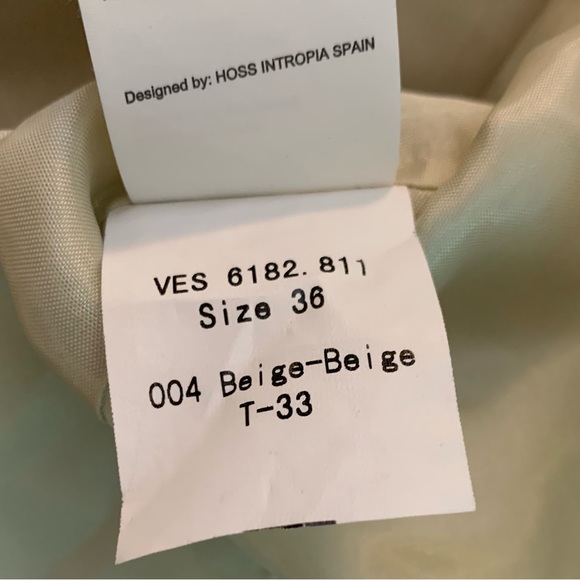 Designed by: HOSS INTROPIA SPAIN
VES 6182.811
Size 36
004 Beige-Beige
T-33